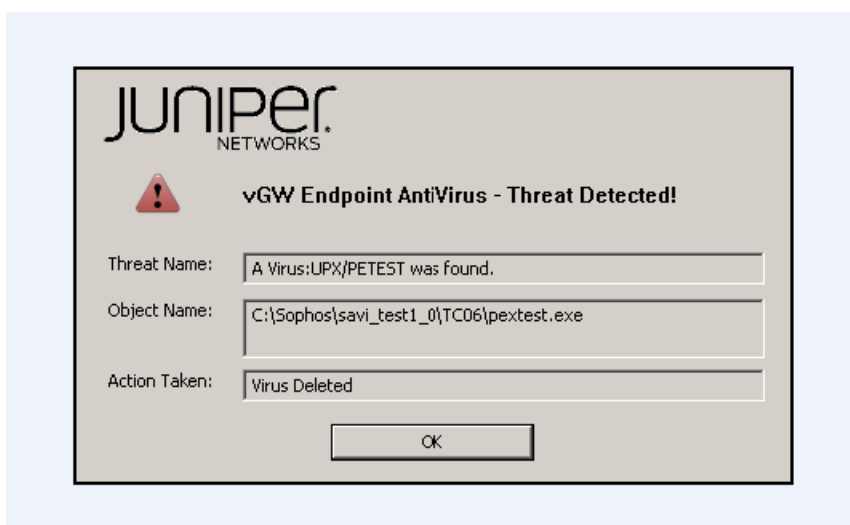 JUNIPER
NETWORKS
vGW Endpoint AntiVirus - Threat Detected!
Threat Name: A Virus:UPX/PETEST was found.
Object Name: C:\Sophos\savi_test1_0\TC06\pextest.exe
Action Taken: Virus Deleted
OK